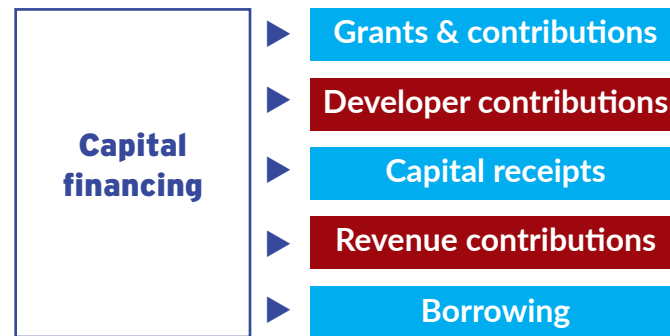 Capital
financing
Grants & contributions
Developer contributions
Capital receipts
Revenue contributions
Borrowing